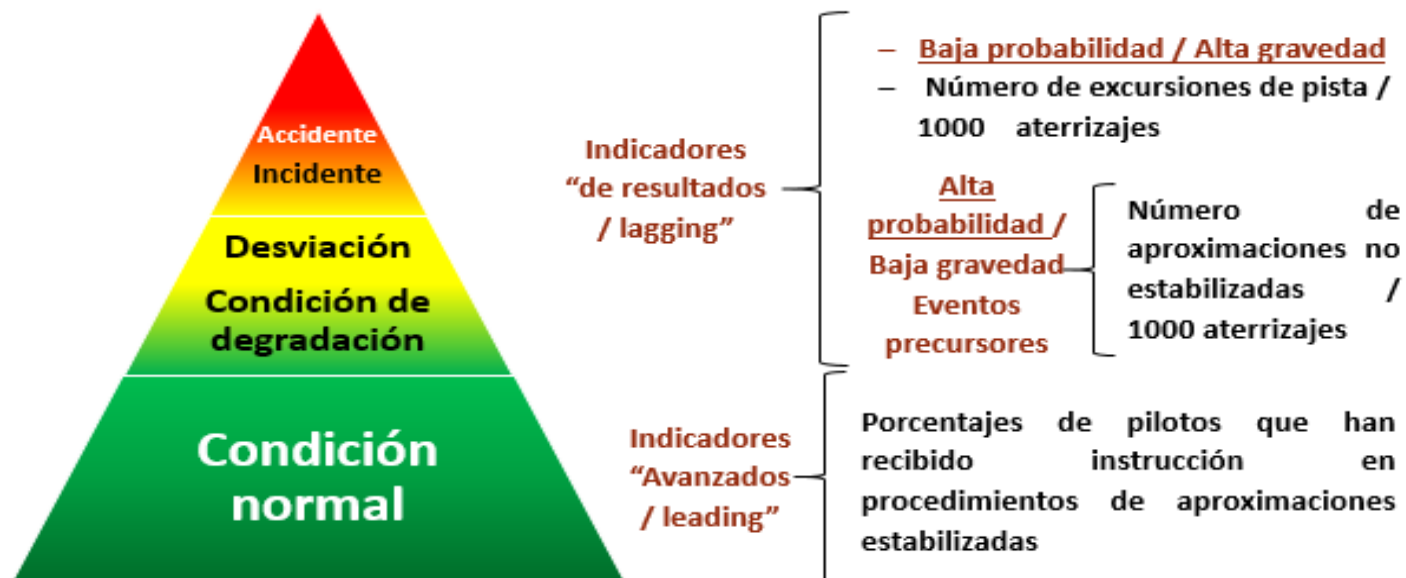 Accidente
Incidente
Desviación
Condición de
degradación
Condición
normal
Indicadores
“de resultados
/ lagging”
– Baja probabilidad / Alta gravedad
– Número de excursiones de pista /
1000 aterrizajes
Alta
probabilidad /
Baja gravedad
Eventos
precursores
Número de
aproximaciones no
estabilizadas /
1000 aterrizajes
Indicadores
“Avanzados
/ leading”
Porcentajes de pilotos que han
recibido instrucción en
procedimientos de aproximaciones
estabilizadas